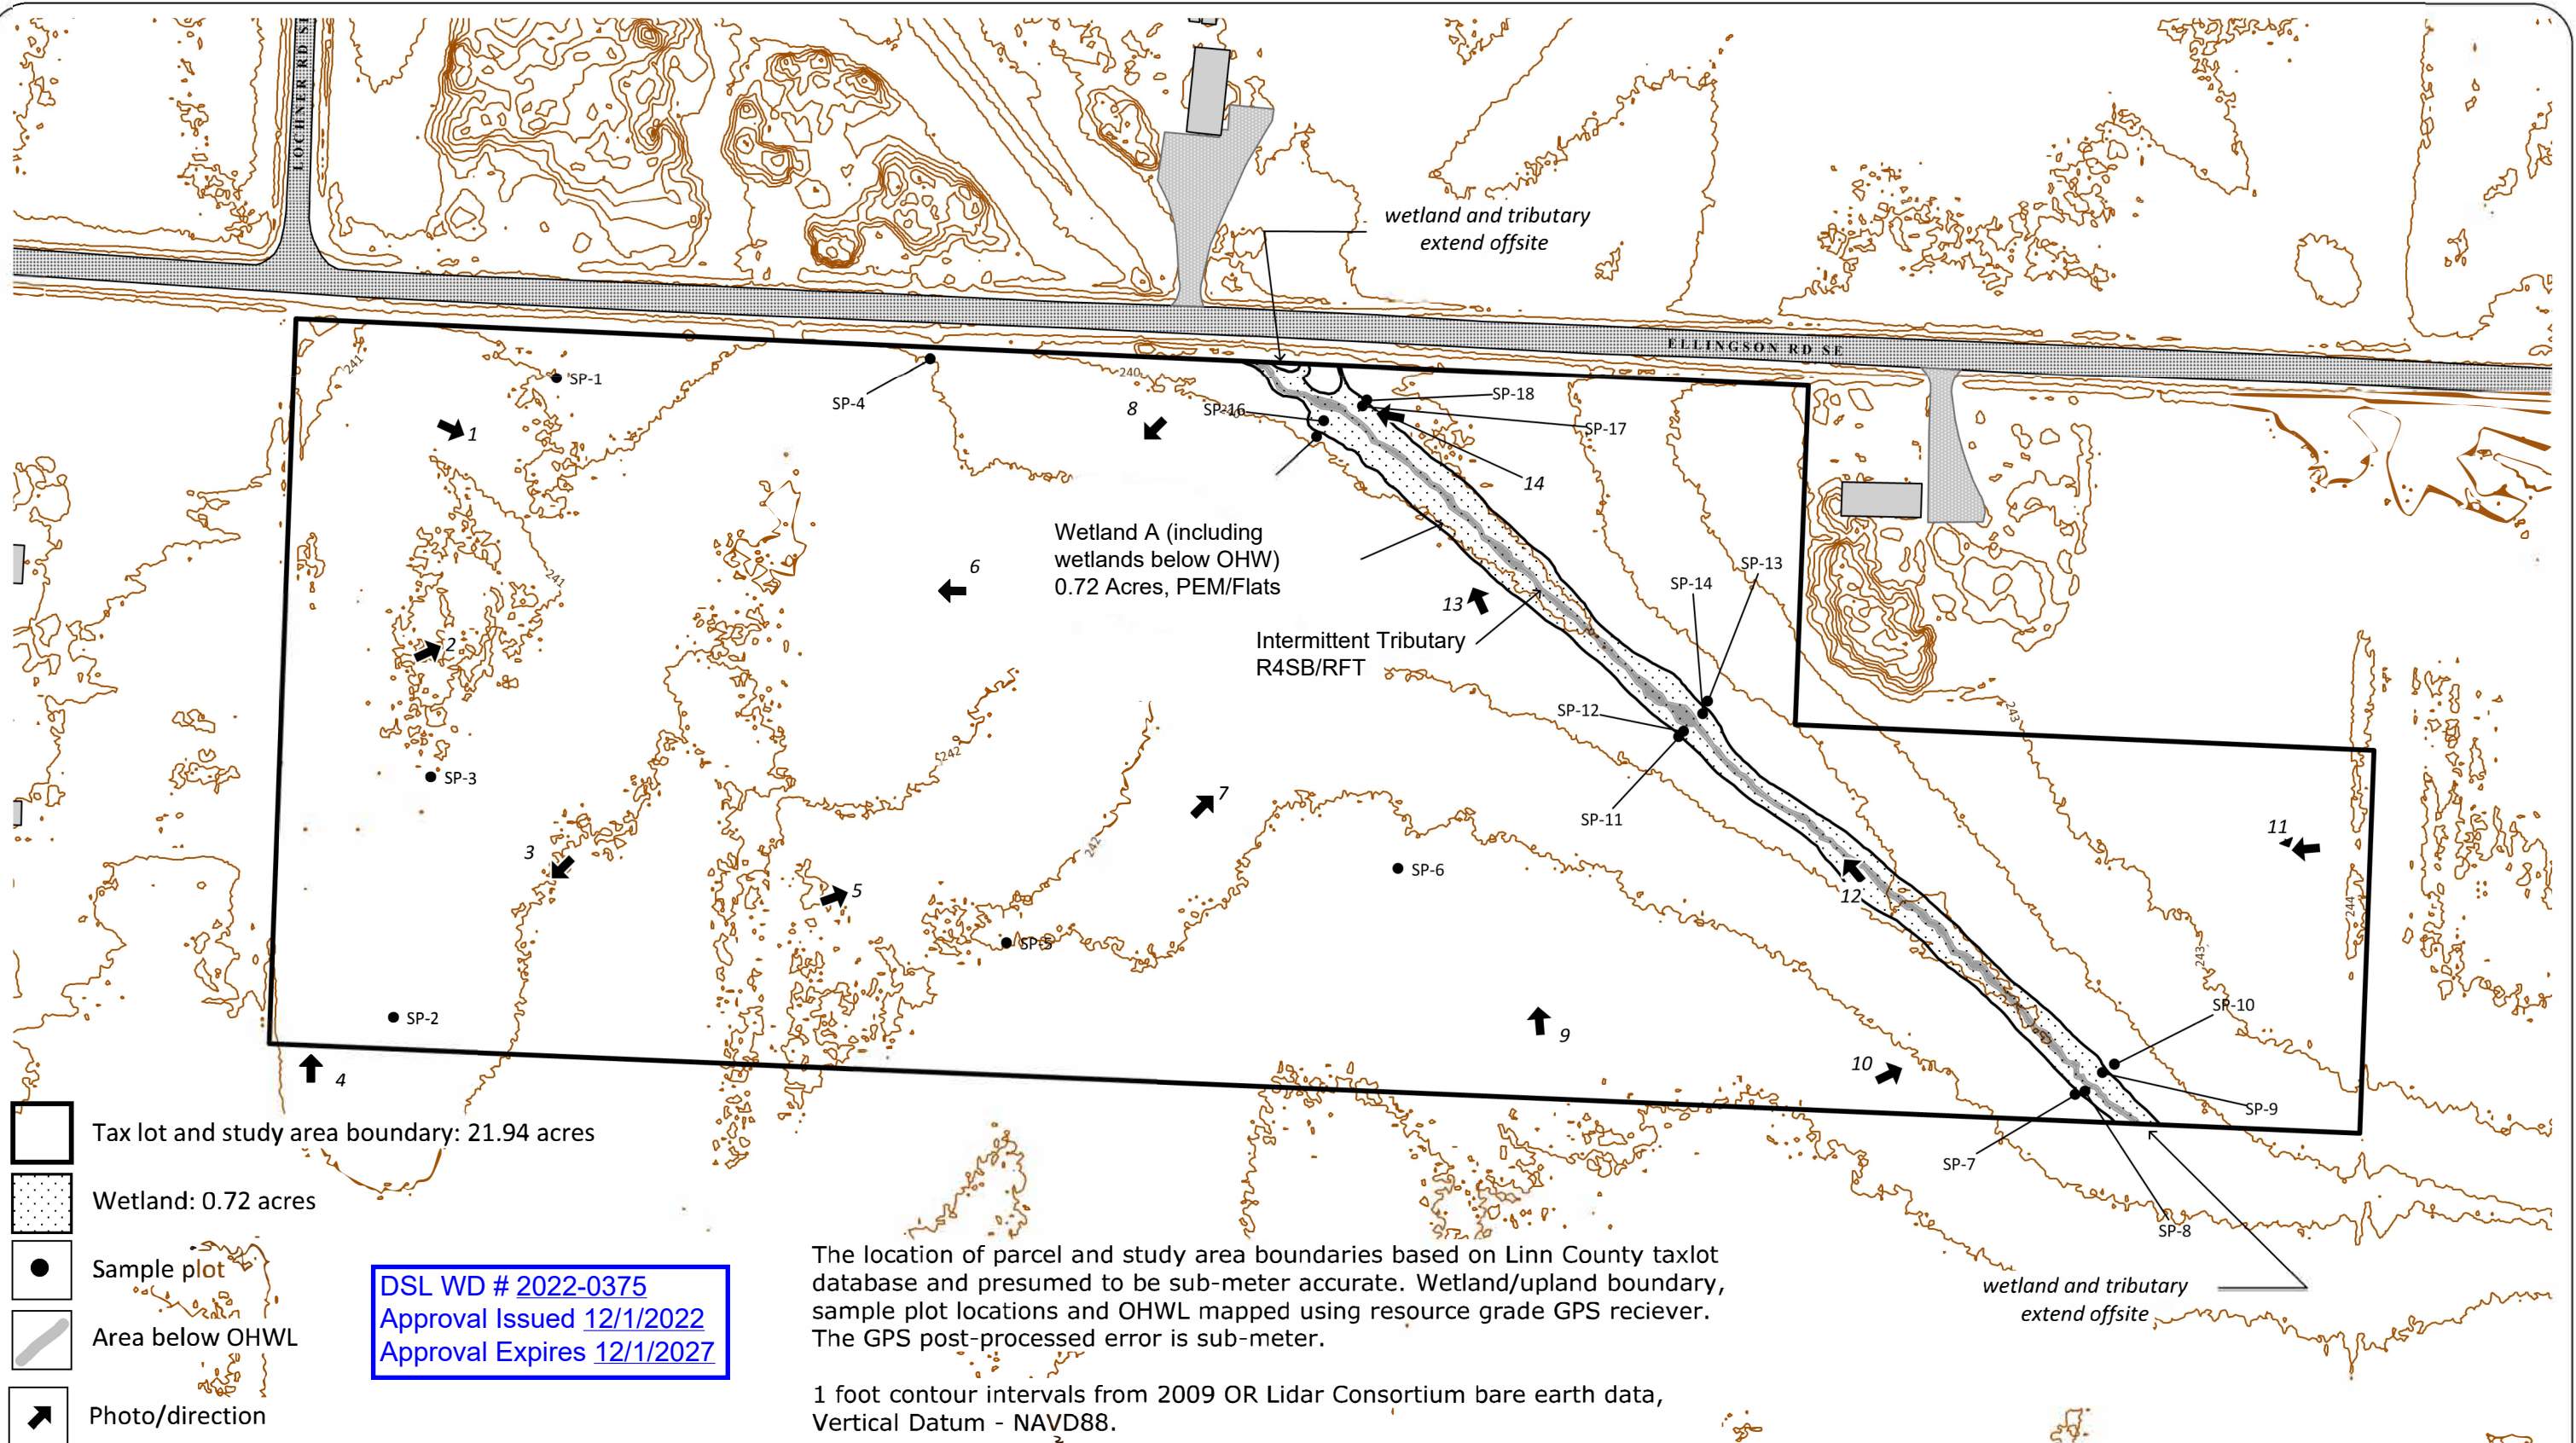 LOCHNER RD SE
wetland and tributary
extend offsite
ELLINGSON RD SE
241
SP-1
SP-4
240
8
SP-16
240
SP-18
SP-17
1
14
Wetland A (including
wetlands below OHW)
0.72 Acres, PEM/Flats
6
241
13
SP-14
SP-13
2
Intermittent Tributary
R4SB/RFT
SP-12
243
242
SP-3
7
SP-11
11
3
242
SP-6
5
12
244
SP-5
243
SP-2
SP-10
9
10
4
SP-9
SP-7
SP-8
Tax lot and study area boundary: 21.94 acres
Wetland: 0.72 acres
Sample plot
Area below OHWL
Photo/direction
DSL WD # 2022-0375
Approval Issued 12/1/2022
Approval Expires 12/1/2027
The location of parcel and study area boundaries based on Linn County taxlot
database and presumed to be sub-meter accurate. Wetland/upland boundary,
sample plot locations and OHWL mapped using resource grade GPS reciever.
The GPS post-processed error is sub-meter.
1 foot contour intervals from 2009 OR Lidar Consortium bare earth data,
Vertical Datum - NAVD88.
wetland and tributary
extend offsite